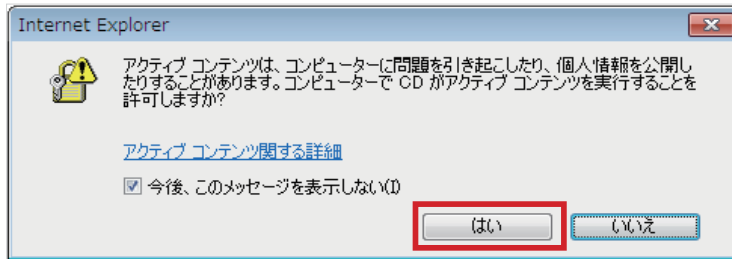 Internet Explorer
アクティブ コンテンツは、コンピューターに問題を引き起こしたり、個人情報を公開し
たりすることがあります。コンピューターで CD がアクティブ コンテンツを実行することを
許可しますか?
アクティブ コンテンツ関する詳細
今後、このメッセージを表示しない(I)
はい
いいえ